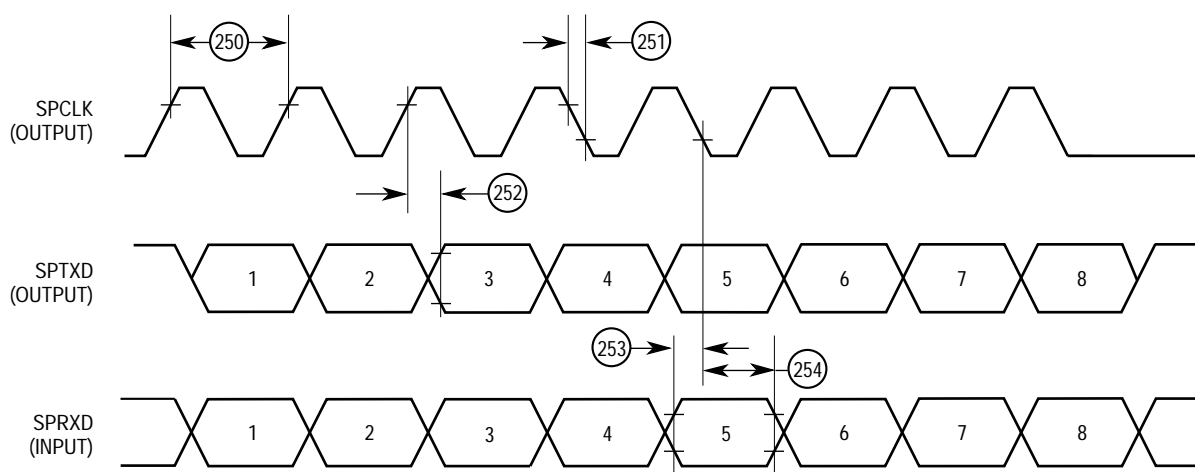 250
251
SPCLK
(OUTPUT)
252
SPTXD
(OUTPUT)
1 2 3 4 5 6 7 8
253
254
SPRXD
(INPUT)
1 2 3 4 5 6 7 8